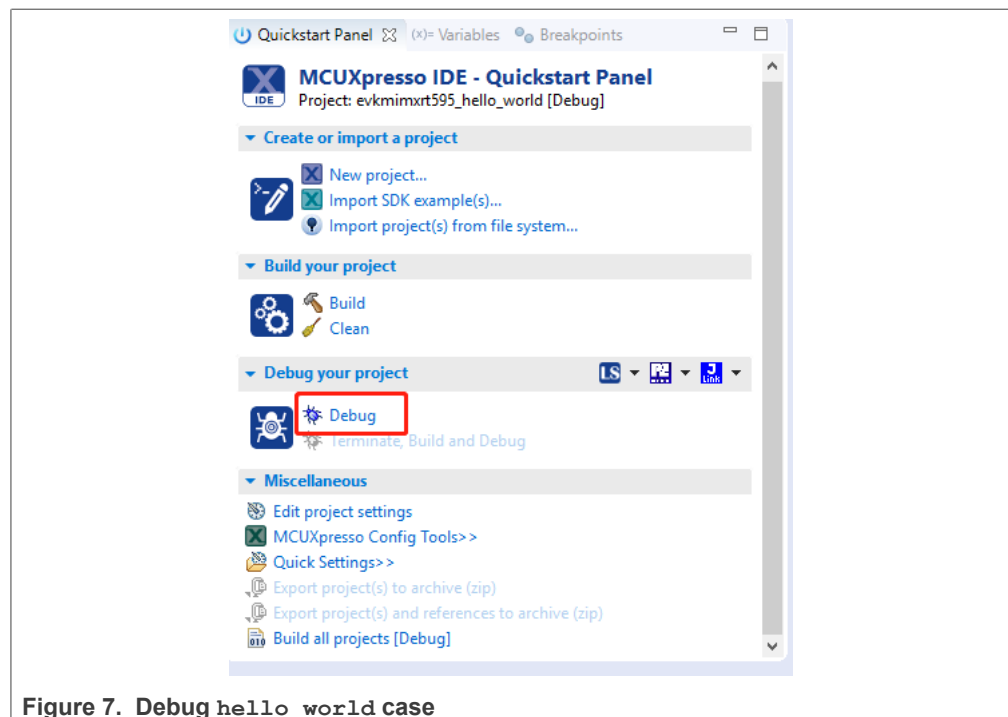 Quickstart Panel (x)= Variables Breakpoints
MCUXpresso IDE - Quickstart Panel
IDE
Project: evkmimxrt595_hello_world [Debug]
Create or import a project
New project...
Import SDK example(s)...
Import project(s) from file system...
Build your project
Build
Clean
Debug your project
LS PE J Link
Debug
Terminate, Build and Debug
Miscellaneous
Edit project settings
MCUXpresso Config Tools>>
Quick Settings>>
Export project(s) to archive (zip)
Export project(s) and references to archive (zip)
010 Build all projects [Debug]
Figure 7. Debug hello world case